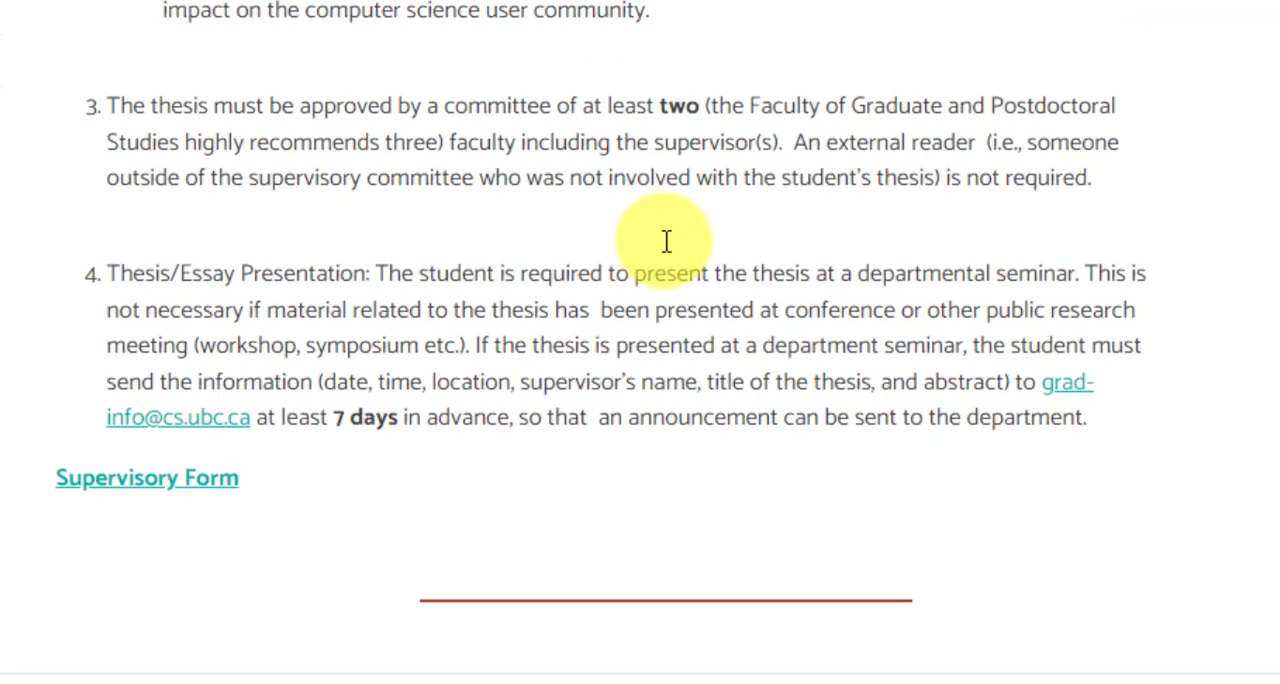 impact on the computer science user community.
3. The thesis must be approved by a committee of at least two (the Faculty of Graduate and Postdoctoral
Studies highly recommends three) faculty including the supervisor(s).  An external reader  (i.e., someone
outside of the supervisory committee who was not involved with the student's thesis) is not required.
4. Thesis/Essay Presentation: The student is required to present the thesis at a departmental seminar. This is
not necessary if material related to the thesis has  been presented at conference or other public research
meeting (workshop, symposium etc.). If the thesis is presented at a department seminar, the student must
send the information (date, time, location, supervisor's name, title of the thesis, and abstract) to grad-
info@cs.ubc.ca at least 7 days in advance, so that  an announcement can be sent to the department.
Supervisory Form